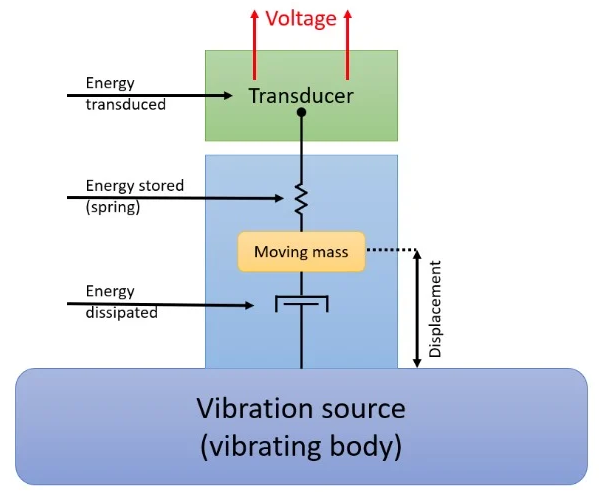 Voltage
Energy
transduced
Transducer
Energy stored
(spring)
Moving mass
Energy
dissipated
Displacement
Vibration source
(vibrating body)